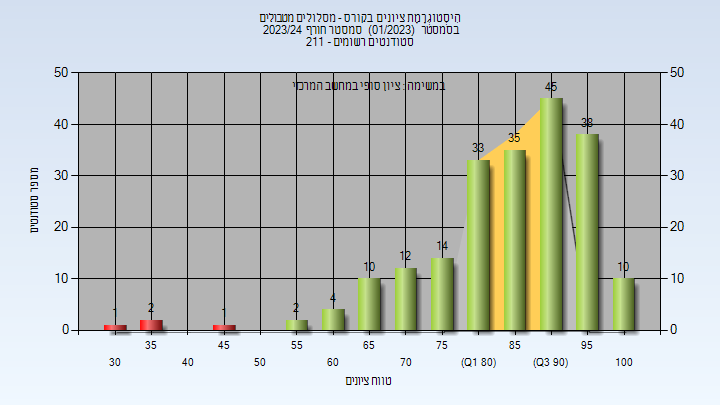 היסטוגרמת ציונים בקורס - מסלולים מטבולים
בסמסטר (01/2023) סמסטר חורף 2023/24
סטודנטים רשומים - 211
במשימה : ציון סופי במחשב המרכזי
מספר סטודנטים
50 50
40 40
30 30
20 20
10 10
0 0
1 2 1 2 4 10 12 14 33 35 45 38 10
35 45 55 65 75 85 95
30 40 50 60 70 (Q1 80) (Q3 90) 100
טווח ציונים